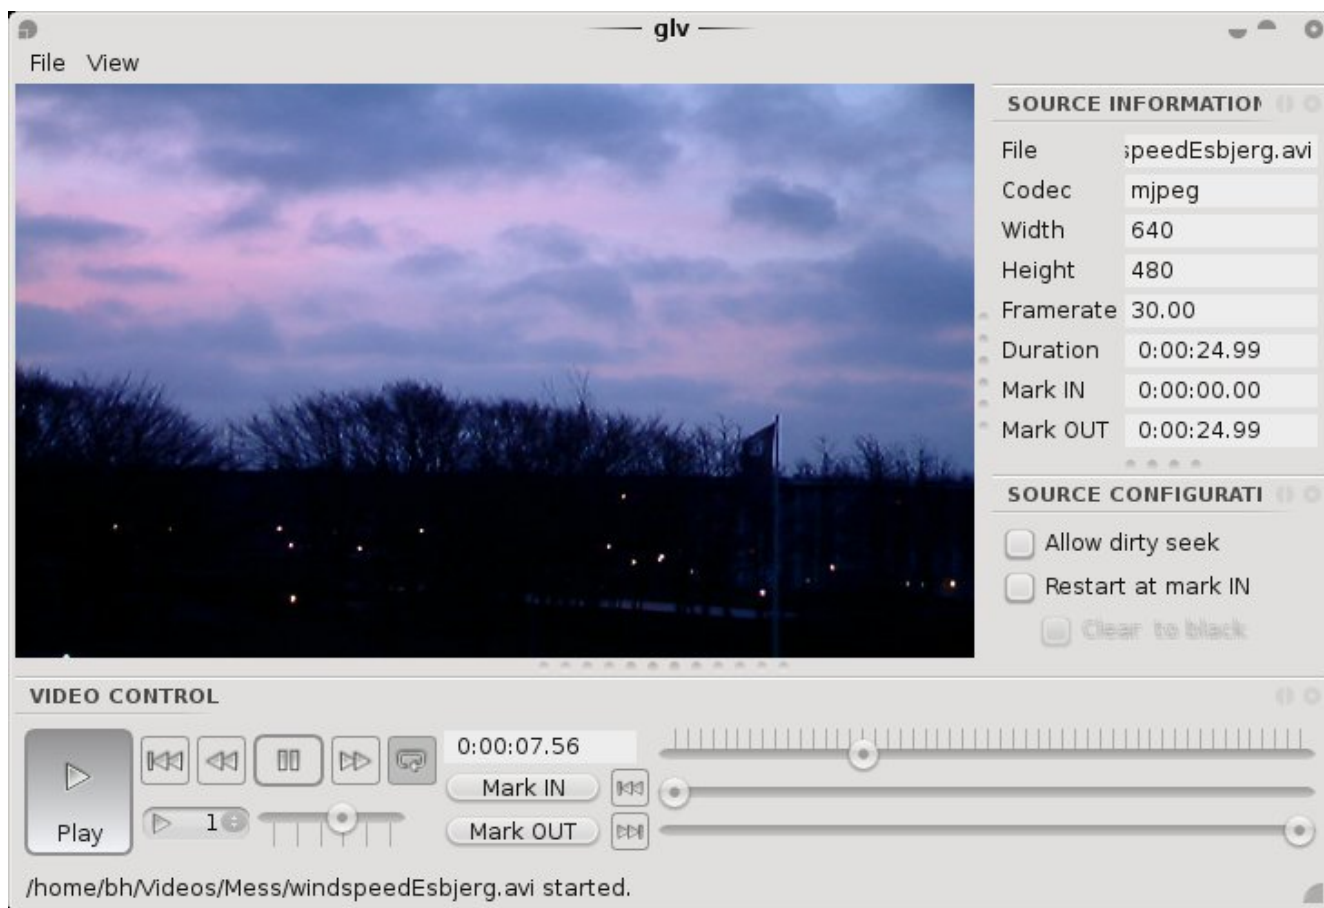 glv
File View
SOURCE INFORMATION
File speedEsbjerg.avi
Codec mjpeg
Width 640
Height 480
Framerate 30.00
Duration 0:00:24.99
Mark IN 0:00:00.00
Mark OUT 0:00:24.99
SOURCE CONFIGURATI
Allow dirty seek
Restart at mark IN
Clear to black
VIDEO CONTROL
Play
1
0:00:07.56
Mark IN
Mark OUT
/home/bh/Videos/Mess/windspeedEsbjerg.avi started.